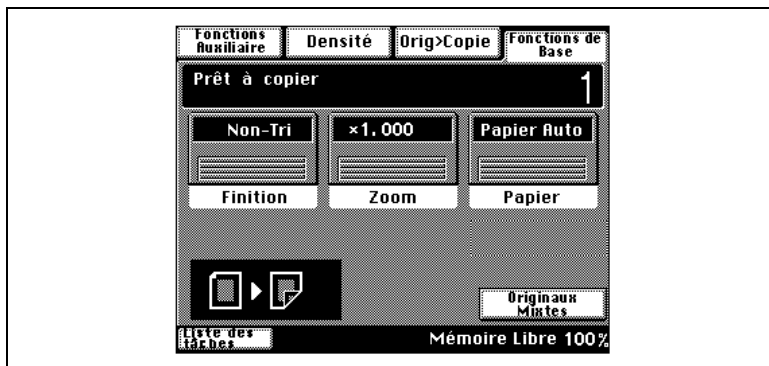 Fonctions Auxiliaire
Densité
Orig>Copie
Fonctions de Base
Prêt à copier
1
Non-Tri
×1.000
Papier Auto
Finition
Zoom
Papier
Originaux Mixtes
Liste des tâches
Mémoire Libre 100%